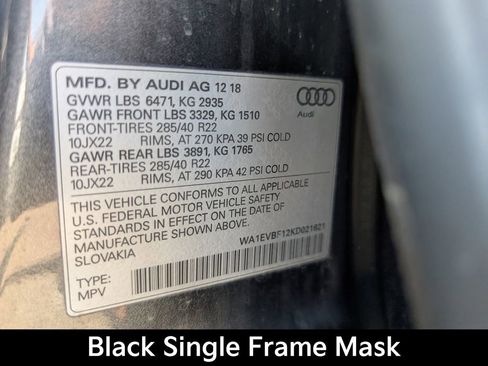 MFD. BY AUDI AG 12 18
GVWR LBS 6471, KG 2935
GAWR FRONT LBS 3329, KG 1510
FRONT-TIRES 285/40 R22
10JX22 RIMS, AT 270 KPA 39 PSI COLD
GAWR REAR LBS 3891, KG 1765
REAR-TIRES 285/40 R22
10JX22 RIMS, AT 290 KPA 42 PSI COLD
Audi
THIS VEHICLE CONFORMS TO ALL APPLICABLE
U.S. FEDERAL MOTOR VEHICLE SAFETY
STANDARDS IN EFFECT ON THE DATE OF
MANUFACTURE SHOWN ABOVE. MADE IN
SLOVAKIA
WA1EVBF12KD021621
TYPE:
MPV
Black Single Frame Mask